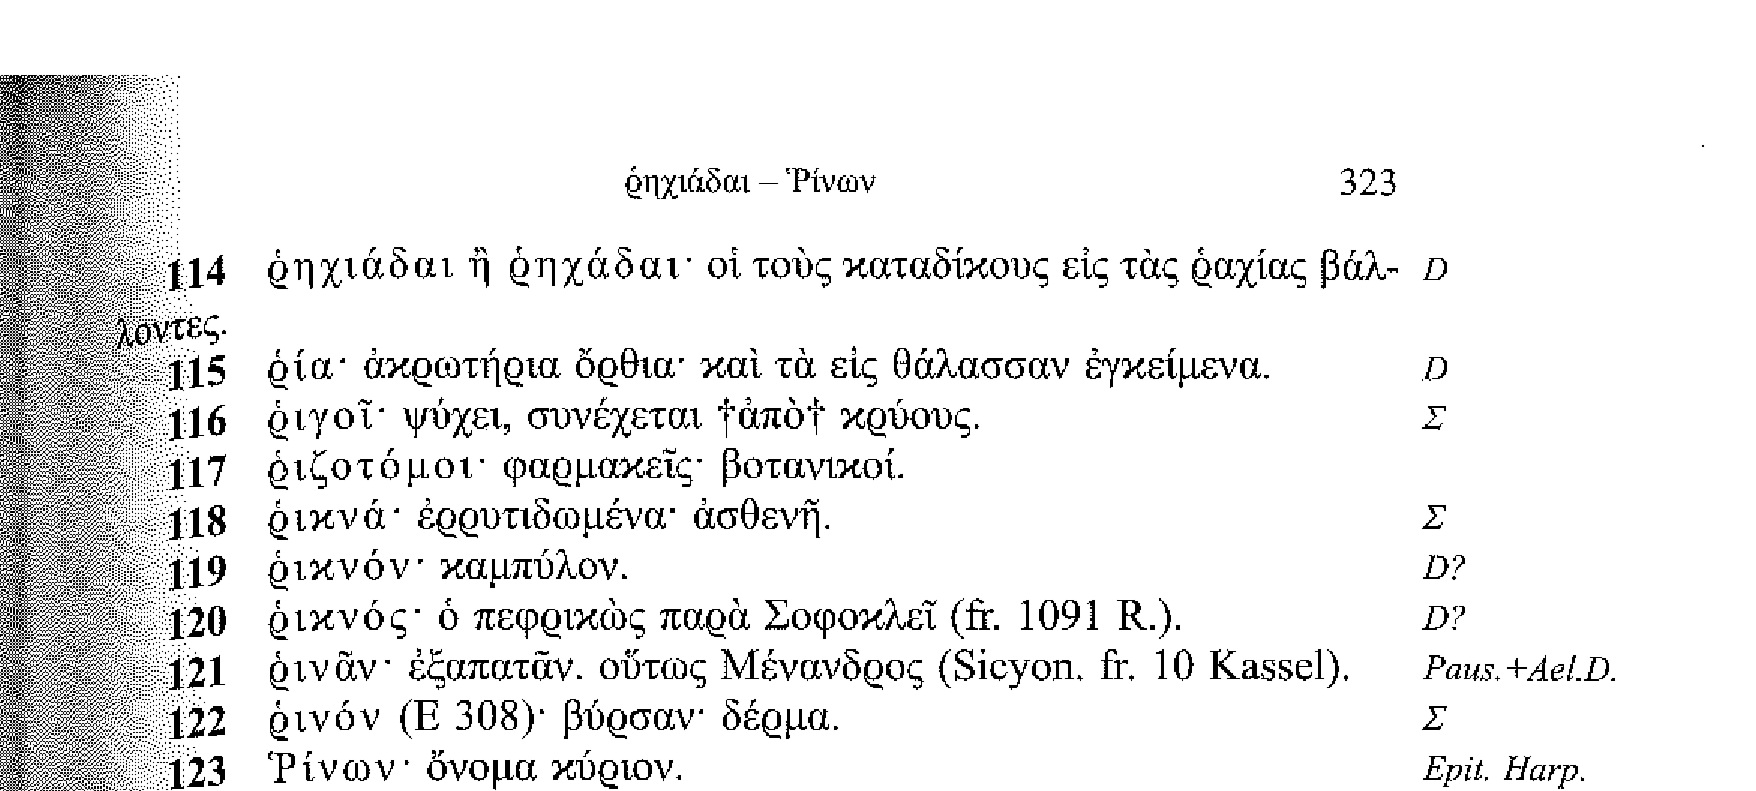 ῥηχιάδαι – Ῥίνων 323
114 ῥηχιάδαι ἢ ῥηχάδαι· οἱ τοὺς καταδίκους εἰς τὰς ῥαχίας βάλ- D
λοντες.
115 ῥία· ἀκρωτήρια ὄρθια· καὶ τὰ εἰς θάλασσαν ἐγκείμενα. D
116 ῥιγοῖ· ψύχει, συνέχεται †ἀπὸ† κρύους. Σ
117 ῥιζοτόμοι· φαρμακεῖς· βοτανικοί.
118 ῥικνά· ἐρρυτιδωμένα· ἀσθενῆ. Σ
119 ῥικνόν· καμπύλον. D?
120 ῥικνός· ὁ πεφρικὼς παρὰ Σοφοκλεῖ (fr. 1091 R.). D?
121 ῥινᾶν· ἐξαπατᾶν. οὕτως Μένανδρος (Sicyon. fr. 10 Kassel). Paus.+Ael.D.
122 ῥινόν (Ε 308)· βύρσαν· δέρμα. Σ
123 Ῥίνων· ὄνομα κύριον. Epit. Harp.